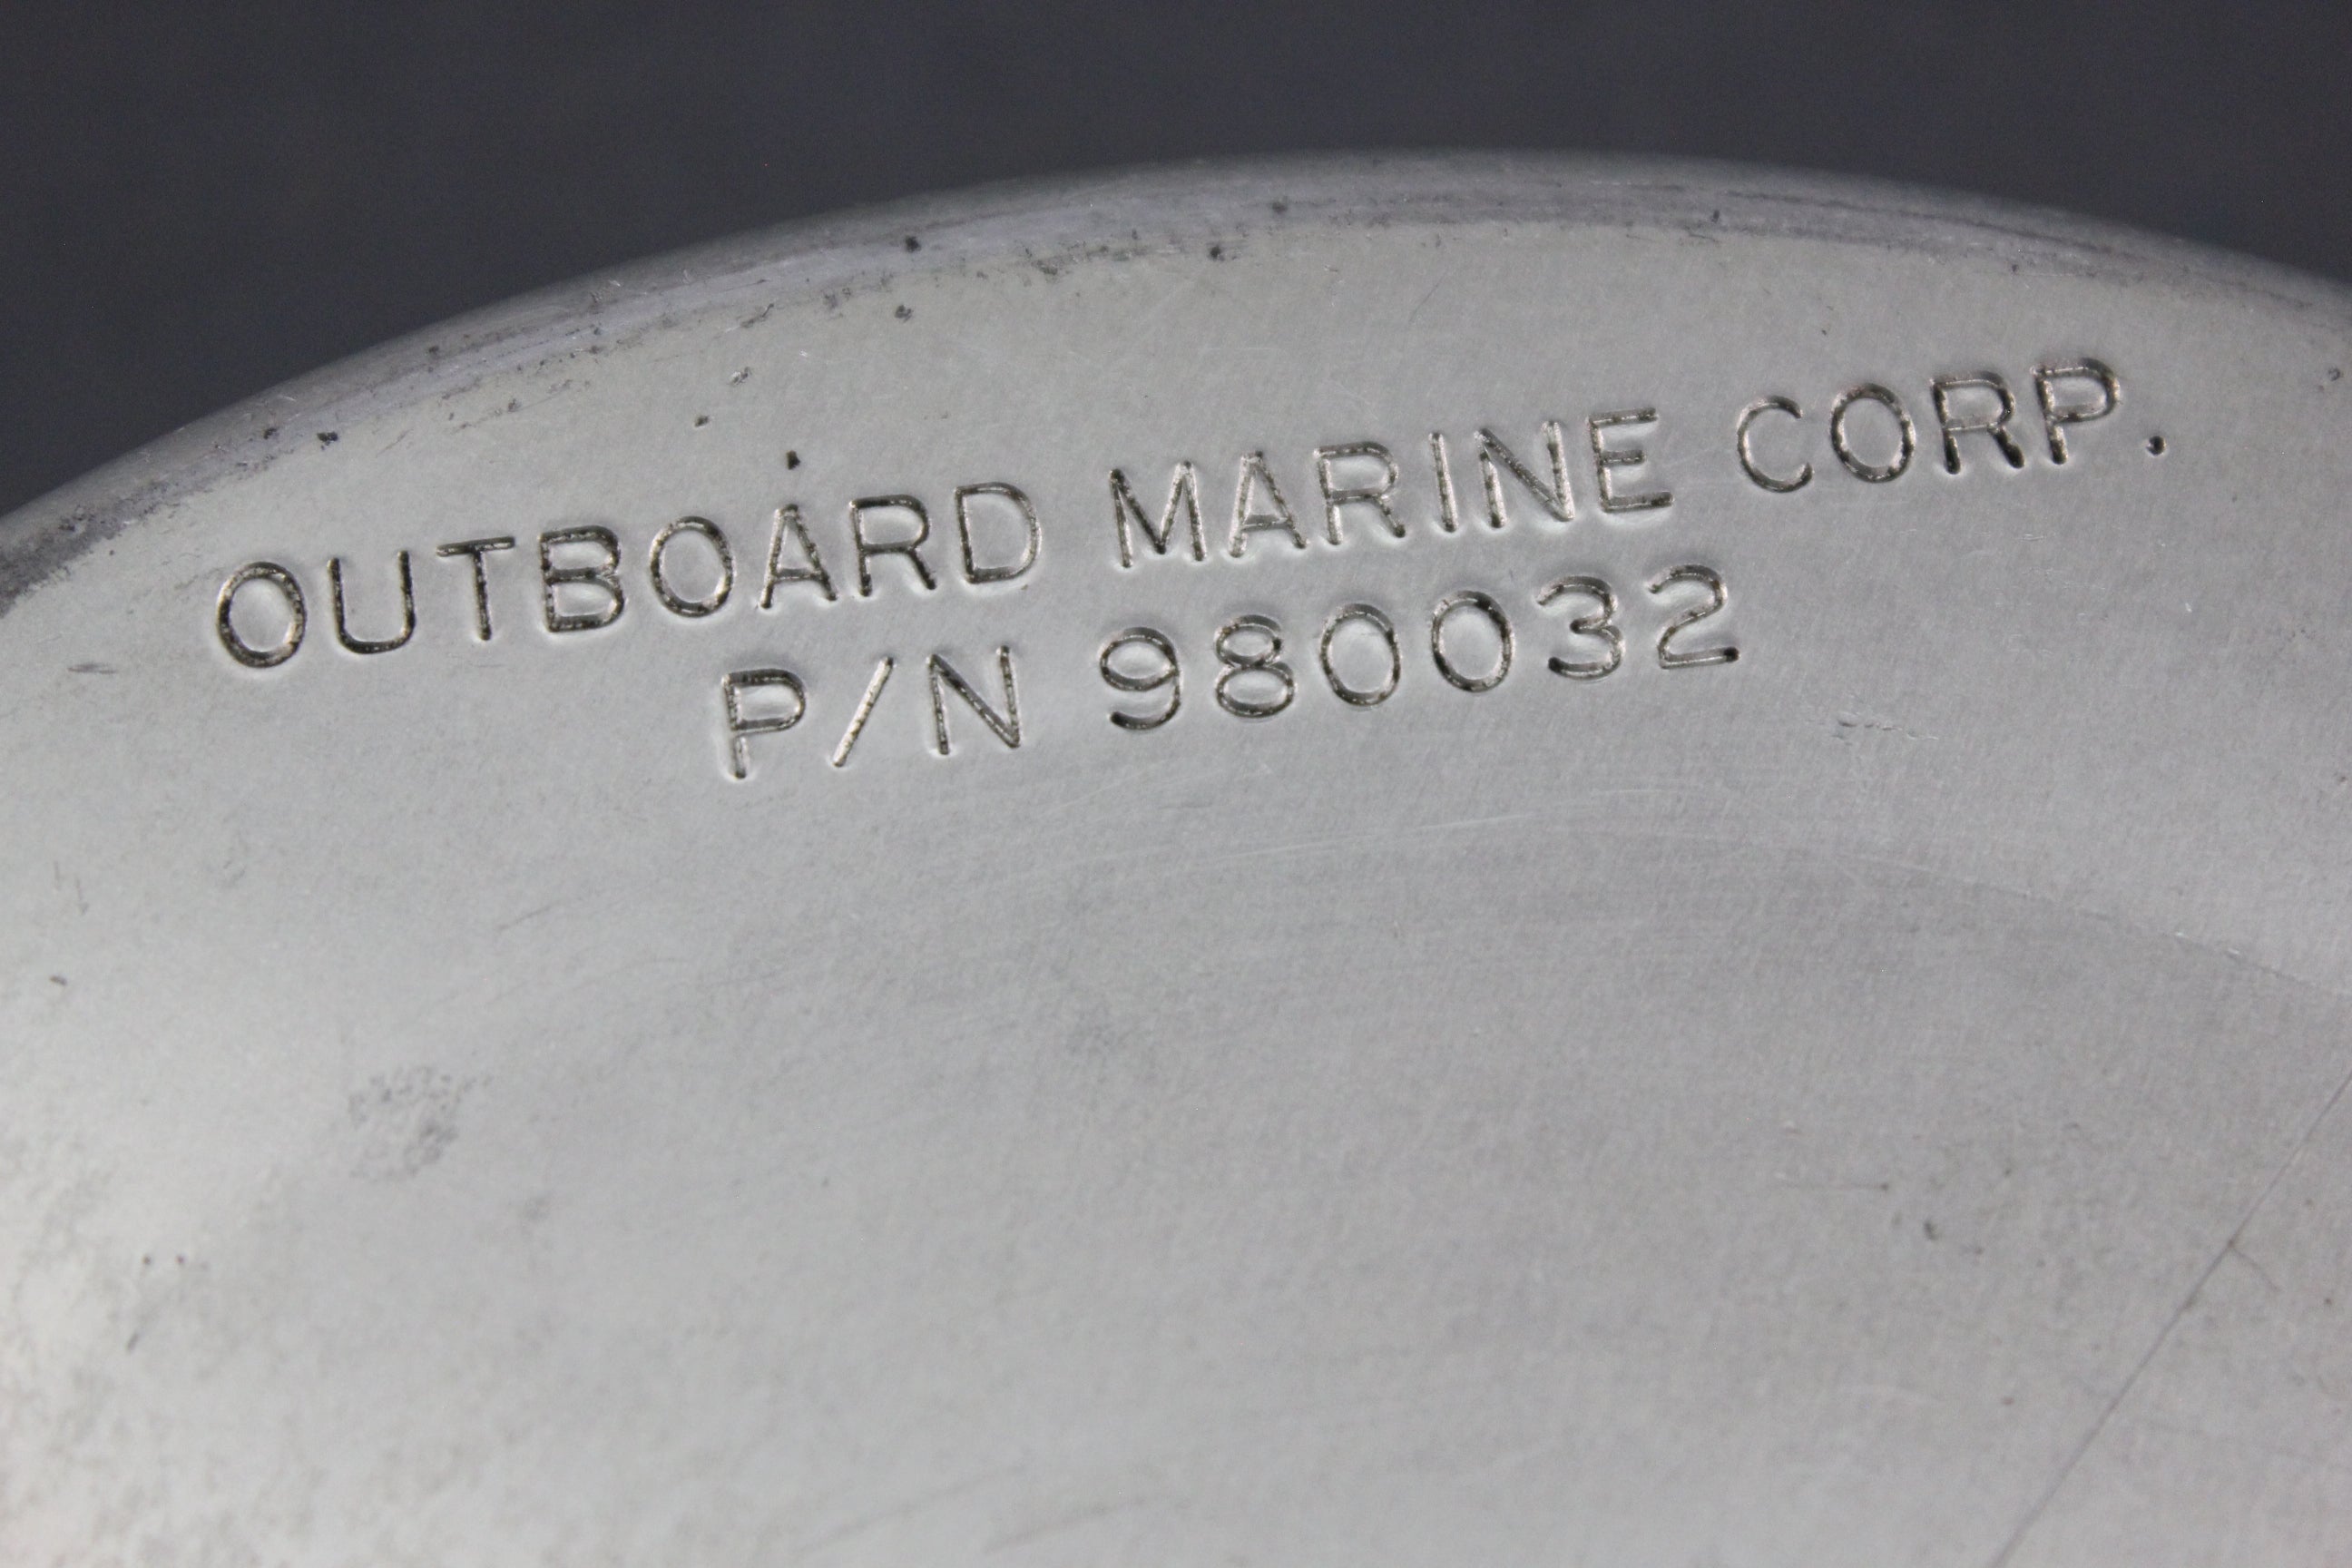 OUTBOARD MARINE CORP.
P/N 980032